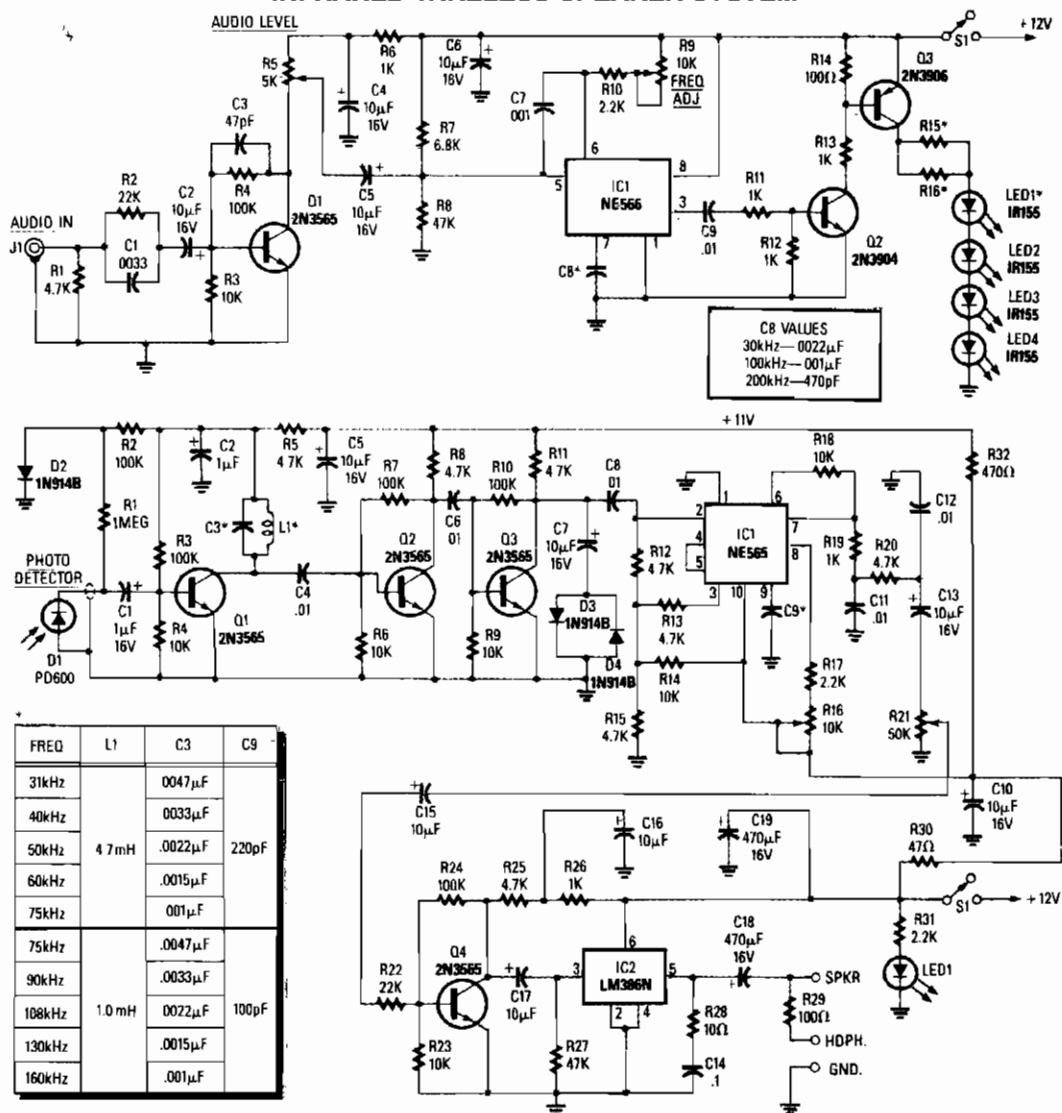 AUDIO LEVEL
+12V
S1
R5
5K
R6
1K
C6
10µF
16V
C4
10µF
16V
R7
6.8K
C7
001
R10
2.2K
R9
10K
FREQ
ADJ
R14
100Ω
Q3
2N3906
R15*
R16*
R13
1K
C3
47pF
R4
100K
R2
22K
C1
0033
C2
10µF
16V
AUDIO IN
J1
R1
4.7K
R3
10K
Q1
2N3565
C5
10µF
16V
R8
47K
5
6
8
IC1
NE566
3
7
1
C8*
C9
.01
R11
1K
R12
1K
Q2
2N3904
LED1*
IR155
LED2
IR155
LED3
IR155
LED4
IR155
C8 VALUES
30kHz—0022µF
100kHz—001µF
200kHz—470pF
+11V
D2
1N914B
R2
100K
R1
1MEG
C2
1µF
R5
4 7K
C5
10µF
16V
R3
100K
C3*
L1*
PHOTO
DETECTOR
D1
PD600
C1
1µF
16V
R4
10K
Q1
2N3565
C4
.01
R7
100K
R8
4.7K
C6
01
R6
10K
Q2
2N3565
R10
100K
R11
4.7K
R9
10K
Q3
2N3565
C7
10µF
16V
C8
01
D3
1N914B
D4
1N914B
R12
4 7K
R13
4.7K
R14
10K
R15
4.7K
1
2
4
5
3
10
9
6
7
8
IC1
NE565
C9*
R18
10K
R19
1K
R20
4.7K
C11
.01
C12
.01
C13
10µF
16V
R17
2.2K
R16
10K
R21
50K
R32
470Ω
C10
10µF
16V
*
FREQ L1 C3 C9
31kHz 4 7mH 0047µF 220pF
40kHz 0033µF
50kHz .0022µF
60kHz .0015µF
75kHz 001µF
75kHz 1.0 mH .0047µF 100pF
90kHz .0033µF
108kHz 0022µF
130kHz .0015µF
160kHz .001µF
C15
10µF
C16
10µF
C19
470µF
16V
R30
47Ω
S1
+12V
R24
100K
R25
4.7K
R26
1K
R22
22K
R23
10K
Q4
2N3565
C17
10µF
R27
47K
3
6
5
2
4
IC2
LM386N
C18
470µF
16V
R28
10Ω
C14
.1
R29
100Ω
SPKR
HDPH.
GND.
R31
2.2K
LED1